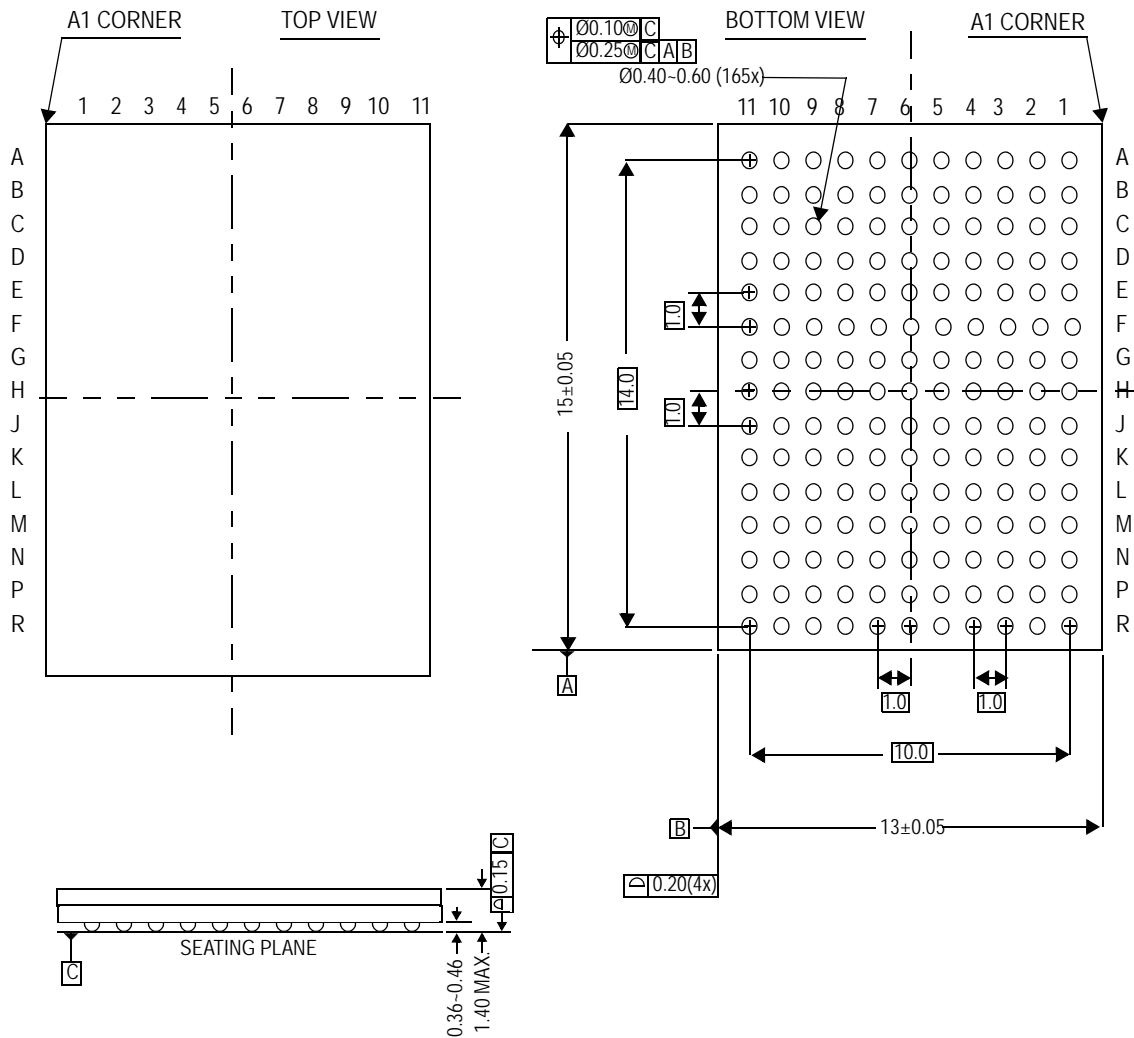 A1 CORNER
TOP VIEW
1 2 3 4 5 6 7 8 9 10 11
A
B
C
D
E
F
G
H
J
K
L
M
N
P
R
Ø0.10Ⓜ C
Ø0.25Ⓜ C A B
Ø0.40~0.60 (165x)
BOTTOM VIEW
A1 CORNER
11 10 9 8 7 6 5 4 3 2 1
A
B
C
D
E
F
G
H
J
K
L
M
N
P
R
1.0
1.0
14.0
15±0.05
A
1.0
1.0
10.0
B
13±0.05
0.20(4x)
0.15 C
SEATING PLANE
C
0.36~0.46
1.40 MAX.